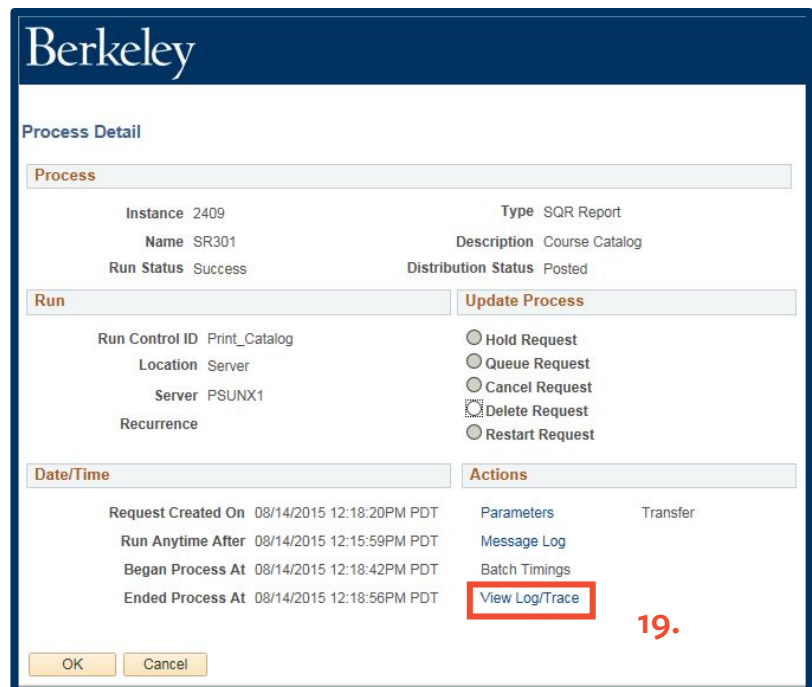 Berkeley
Process Detail
Process
Instance 2409 Type SQR Report
Name SR301 Description Course Catalog
Run Status Success Distribution Status Posted
Run Update Process
Run Control ID Print_Catalog Hold Request
Location Server Queue Request
Server PSUNX1 Cancel Request
Recurrence Delete Request
Restart Request
Date/Time Actions
Request Created On 08/14/2015 12:18:20PM PDT Parameters Transfer
Run Anytime After 08/14/2015 12:15:59PM PDT Message Log
Began Process At 08/14/2015 12:18:42PM PDT Batch Timings
Ended Process At 08/14/2015 12:18:56PM PDT View Log/Trace
19.
OK Cancel